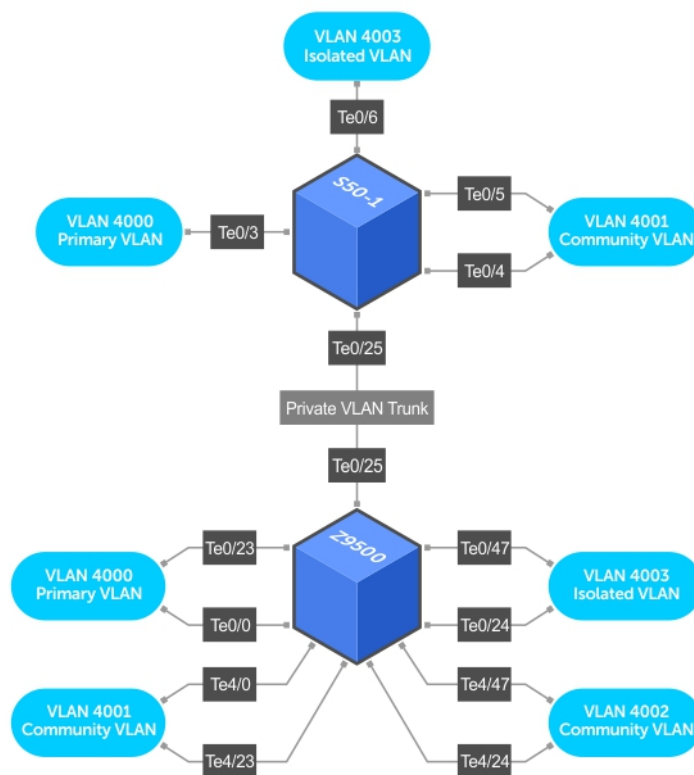 VLAN 4003
Isolated VLAN
Te0/6
S50-1
Te0/5
VLAN 4000
Primary VLAN
Te0/3
VLAN 4001
Community VLAN
Te0/4
Te0/25
Private VLAN Trunk
Te0/25
Z9500
Te0/23
Te0/47
VLAN 4000
Primary VLAN
VLAN 4003
Isolated VLAN
Te0/0
Te0/24
Te4/0
Te4/47
VLAN 4001
Community VLAN
VLAN 4002
Community VLAN
Te4/23
Te4/24